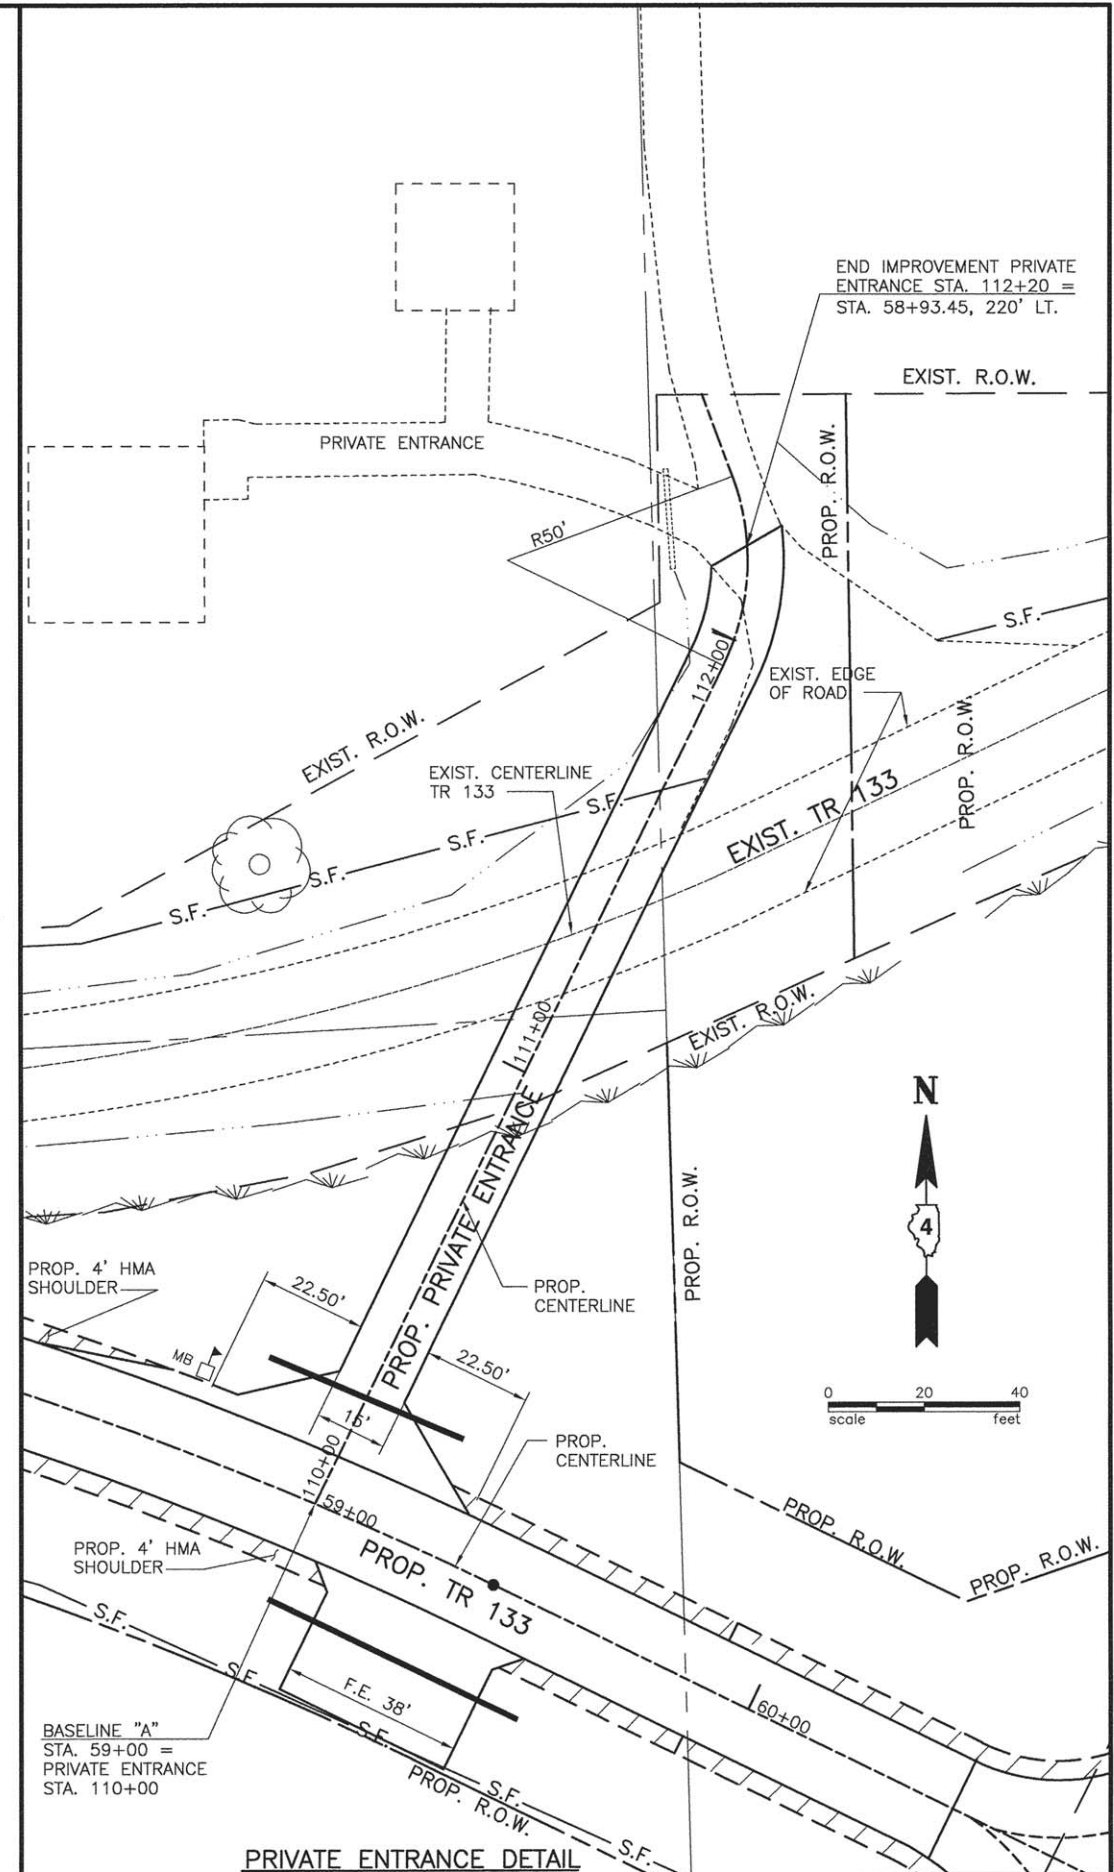 END IMPROVEMENT PRIVATE
ENTRANCE STA. 112+20 =
STA. 58+93.45, 220' LT.
EXIST. R.O.W.
PRIVATE ENTRANCE
PROP. R.O.W.
R50'
S.F.
112+00
EXIST. EDGE
OF ROAD
EXIST. R.O.W.
PROP. R.O.W.
EXIST. CENTERLINE
TR 133
S.F.
EXIST. TR 133
S.F.
S.F.
S.F.
111+00
EXIST. R.O.W.
N
4
PROP. PRIVATE ENTRANCE
PROP. R.O.W.
PROP. 4' HMA
SHOULDER
22.50'
PROP.
CENTERLINE
MB
22.50'
0 20 40
scale feet
15'
110+00
PROP.
CENTERLINE
59+00
PROP. R.O.W.
PROP. R.O.W.
PROP. 4' HMA
SHOULDER
PROP. TR 133
S.F.
S.F.
F.E. 38'
60+00
S.F.
BASELINE "A"
STA. 59+00 =
PRIVATE ENTRANCE
STA. 110+00
PROP. R.O.W.
S.F.
S.F.
PRIVATE ENTRANCE DETAIL